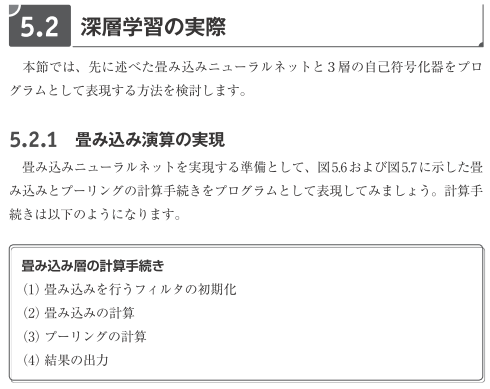 5.2 深層学習の実際
本節では、先に述べた畳み込みニューラルネットと３層の自己符号化器をプロ
グラムとして表現する方法を検討します。
5.2.1 畳み込み演算の実現
畳み込みニューラルネットを実現する準備として、図5.6および図5.7に示した畳
み込みとプーリングの計算手続きをプログラムとして表現してみましょう。計算手
続きは以下のようになります。
畳み込み層の計算手続き
（1）畳み込みを行うフィルタの初期化
（2）畳み込みの計算
（3）プーリングの計算
（4）結果の出力